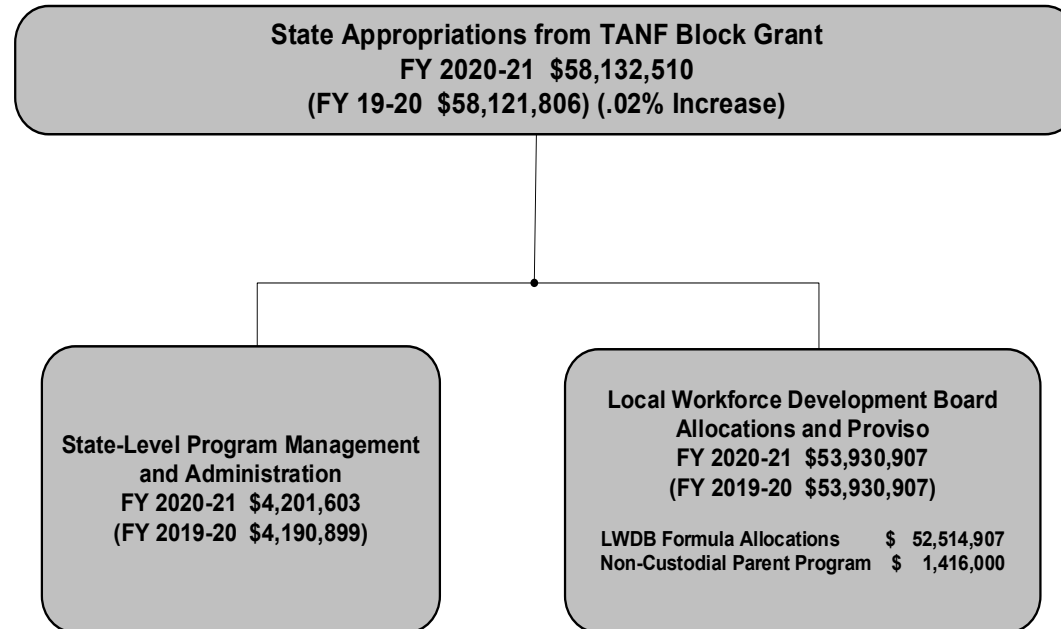 State Appropriations from TANF Block Grant
FY 2020-21 $58,132,510
(FY 19-20 $58,121,806) (.02% Increase)
State-Level Program Management
and Administration
FY 2020-21 $4,201,603
(FY 2019-20 $4,190,899)
Local Workforce Development Board
Allocations and Proviso
FY 2020-21 $53,930,907
(FY 2019-20 $53,930,907)
LWDB Formula Allocations $ 52,514,907
Non-Custodial Parent Program $ 1,416,000